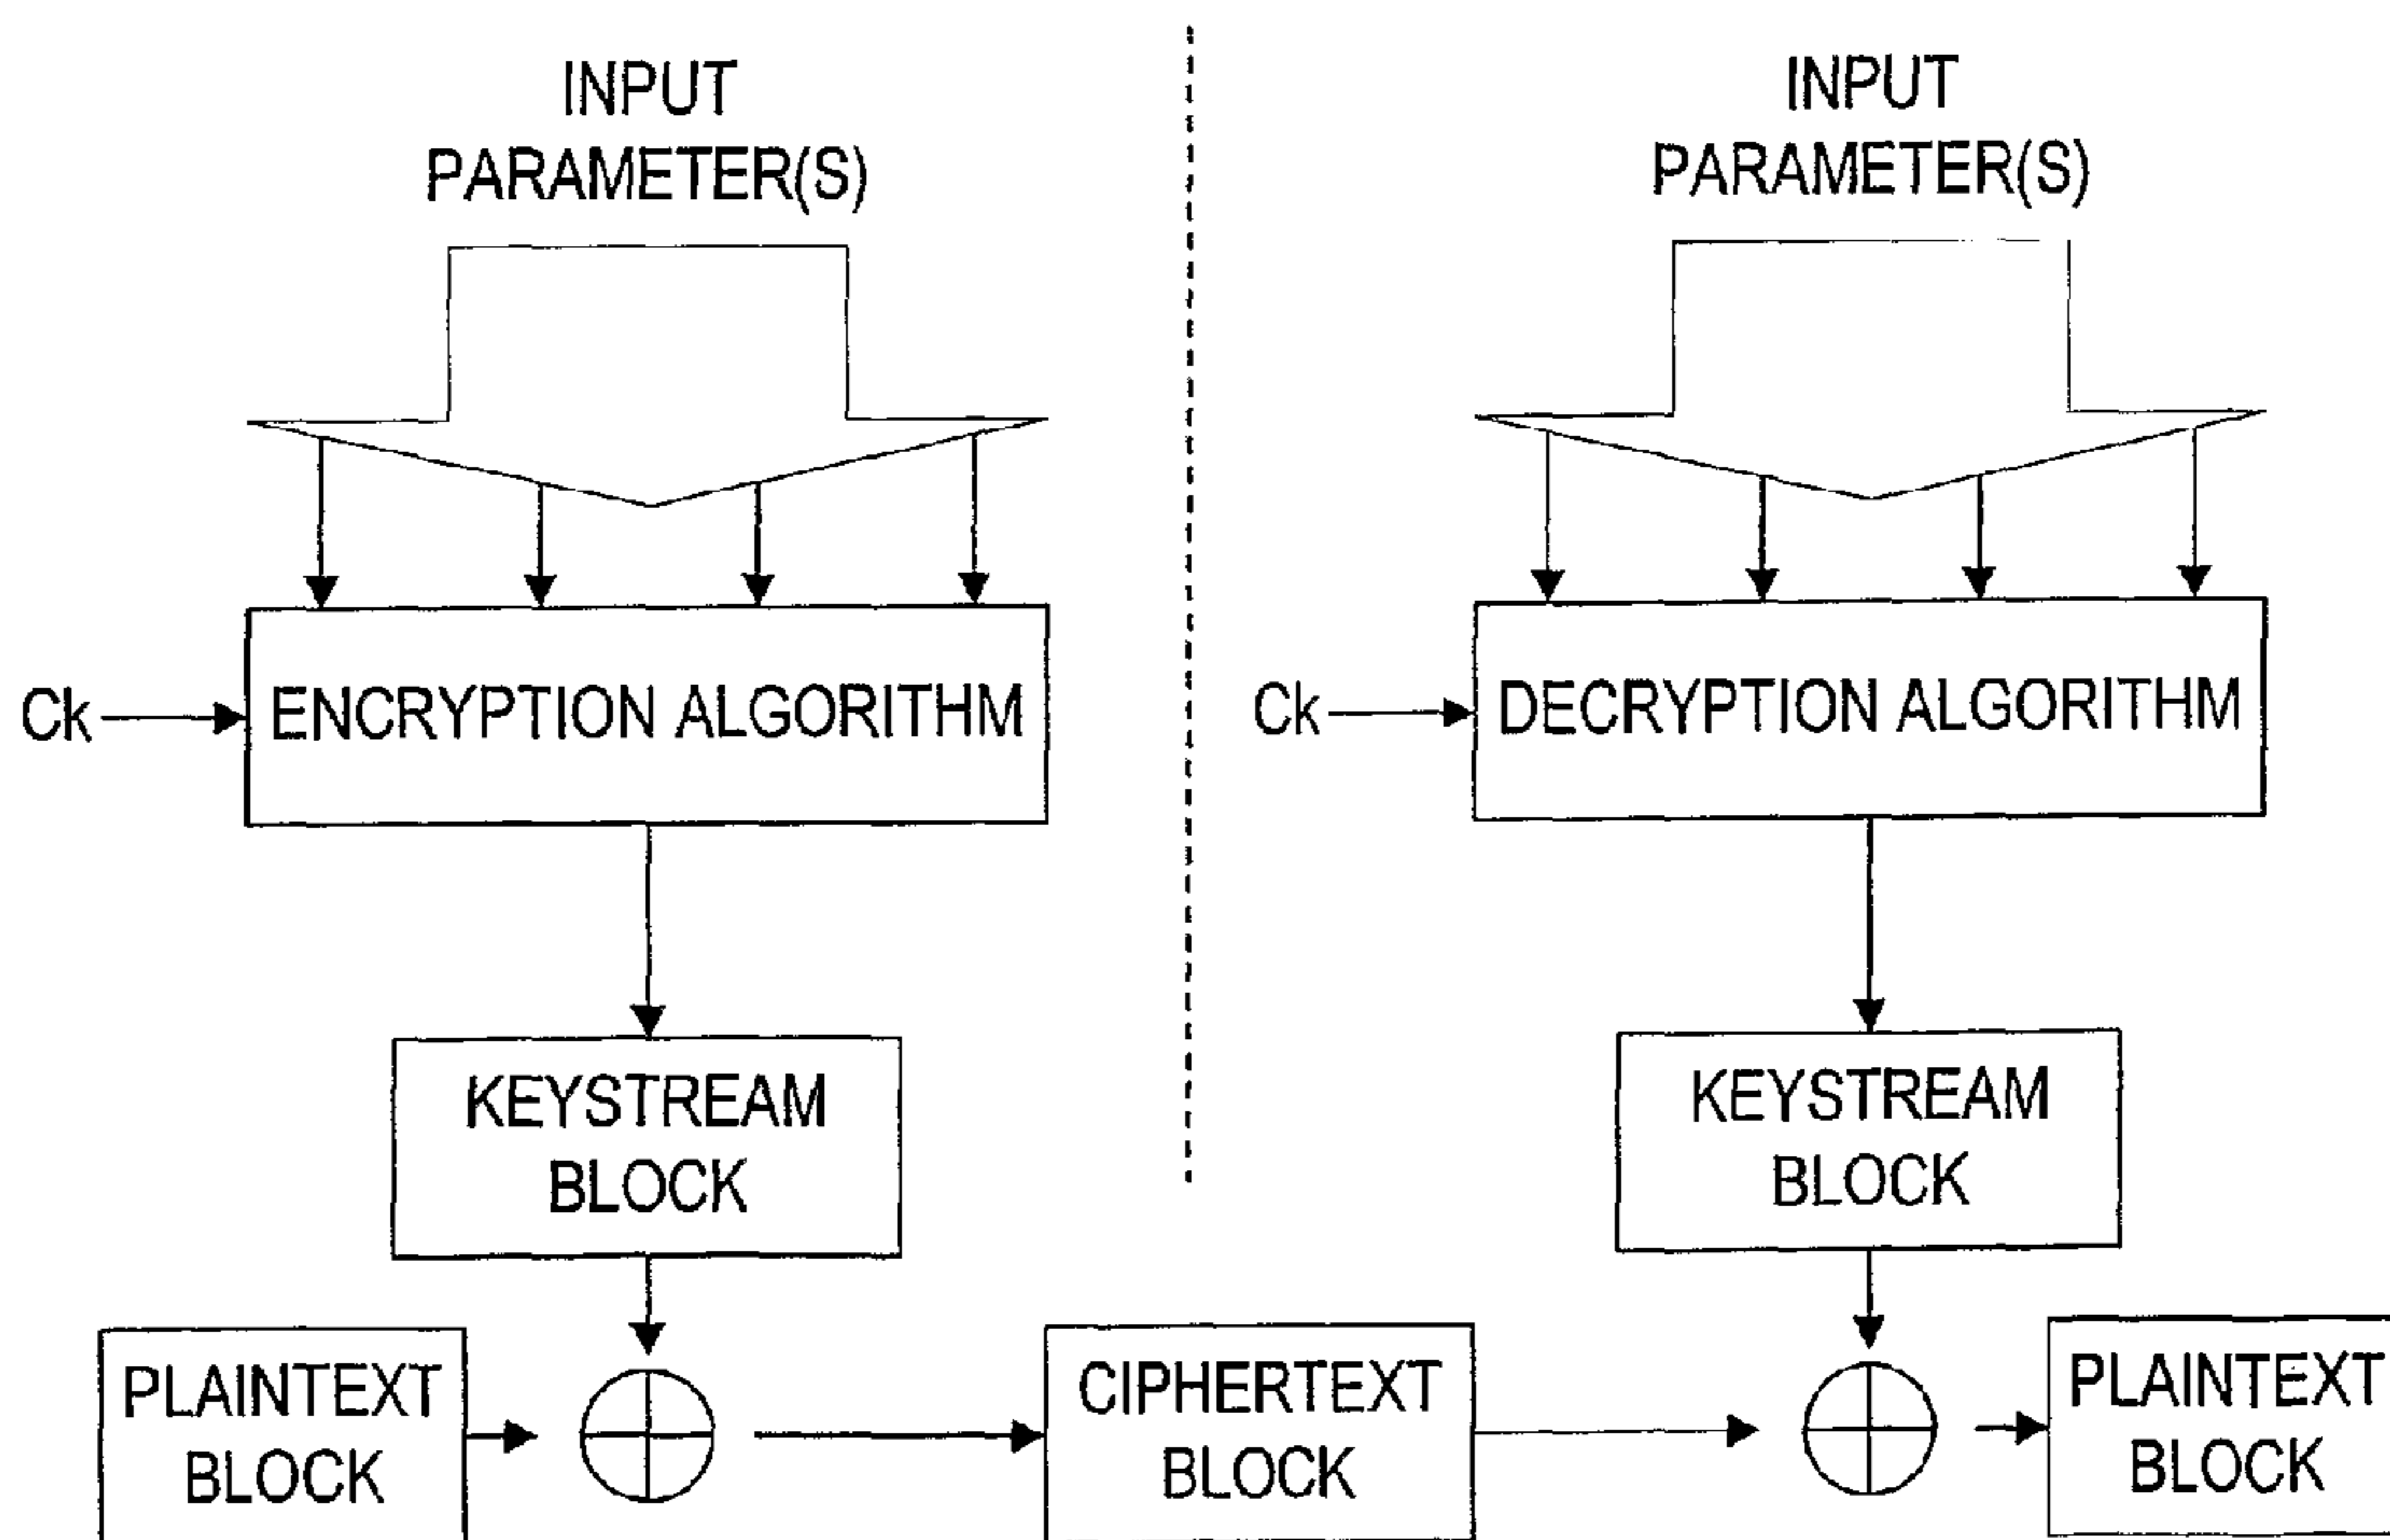 INPUT
PARAMETER(S)
Ck
ENCRYPTION ALGORITHM
KEYSTREAM
BLOCK
PLAINTEXT
BLOCK
CIPHERTEXT
BLOCK
INPUT
PARAMETER(S)
Ck
DECRYPTION ALGORITHM
KEYSTREAM
BLOCK
PLAINTEXT
BLOCK